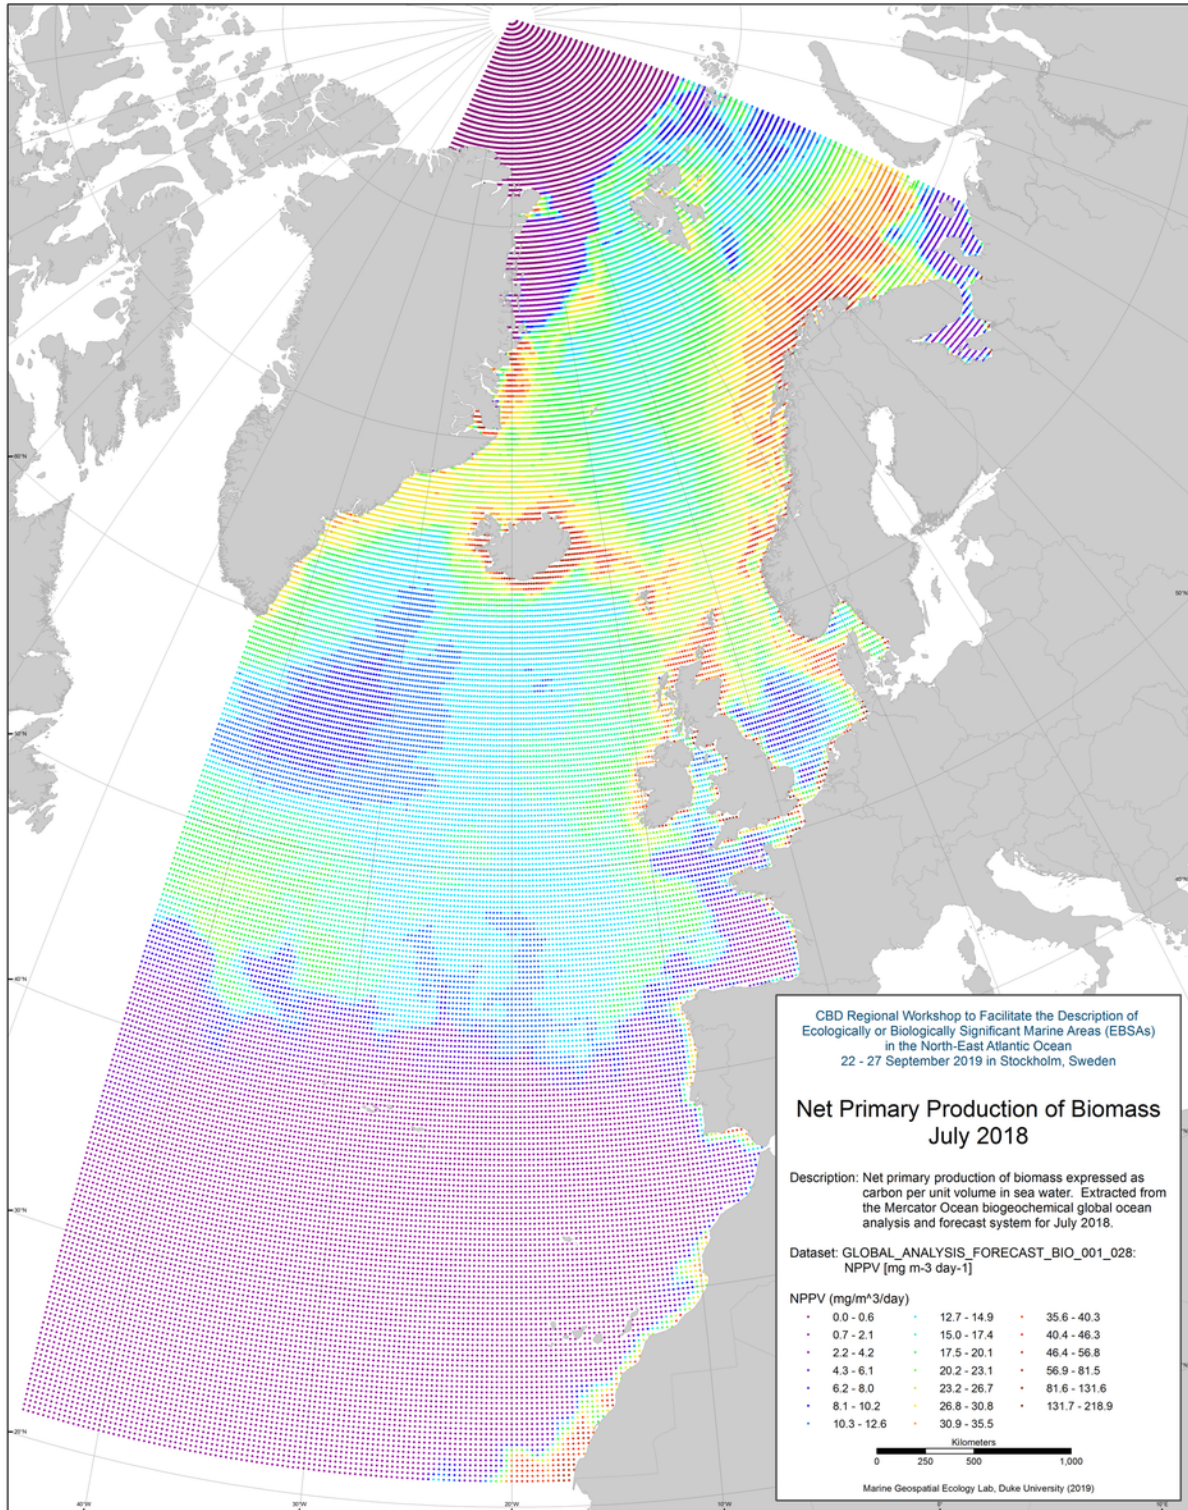 60°N
50°N
50°N
40°N
40°N
30°N
20°N
CBD Regional Workshop to Facilitate the Description of
Ecologically or Biologically Significant Marine Areas (EBSAs)
in the North-East Atlantic Ocean
22 - 27 September 2019 in Stockholm, Sweden
Net Primary Production of Biomass
July 2018
Description: Net primary production of biomass expressed as
carbon per unit volume in sea water. Extracted from
the Mercator Ocean biogeochemical global ocean
analysis and forecast system for July 2018.
Dataset: GLOBAL_ANALYSIS_FORECAST_BIO_001_028:
NPPV [mg m-3 day-1]
NPPV (mg/m^3/day)
0.0 - 0.6 12.7 - 14.9 35.6 - 40.3
0.7 - 2.1 15.0 - 17.4 40.4 - 46.3
2.2 - 4.2 17.5 - 20.1 46.4 - 56.8
4.3 - 6.1 20.2 - 23.1 56.9 - 81.5
6.2 - 8.0 23.2 - 26.7 81.6 - 131.6
8.1 - 10.2 26.8 - 30.8 131.7 - 218.9
10.3 - 12.6 30.9 - 35.5
Kilometers
0 250 500 1,000
Marine Geospatial Ecology Lab, Duke University (2019)
40°W 30°W 20°W 10°W 0° 10°E